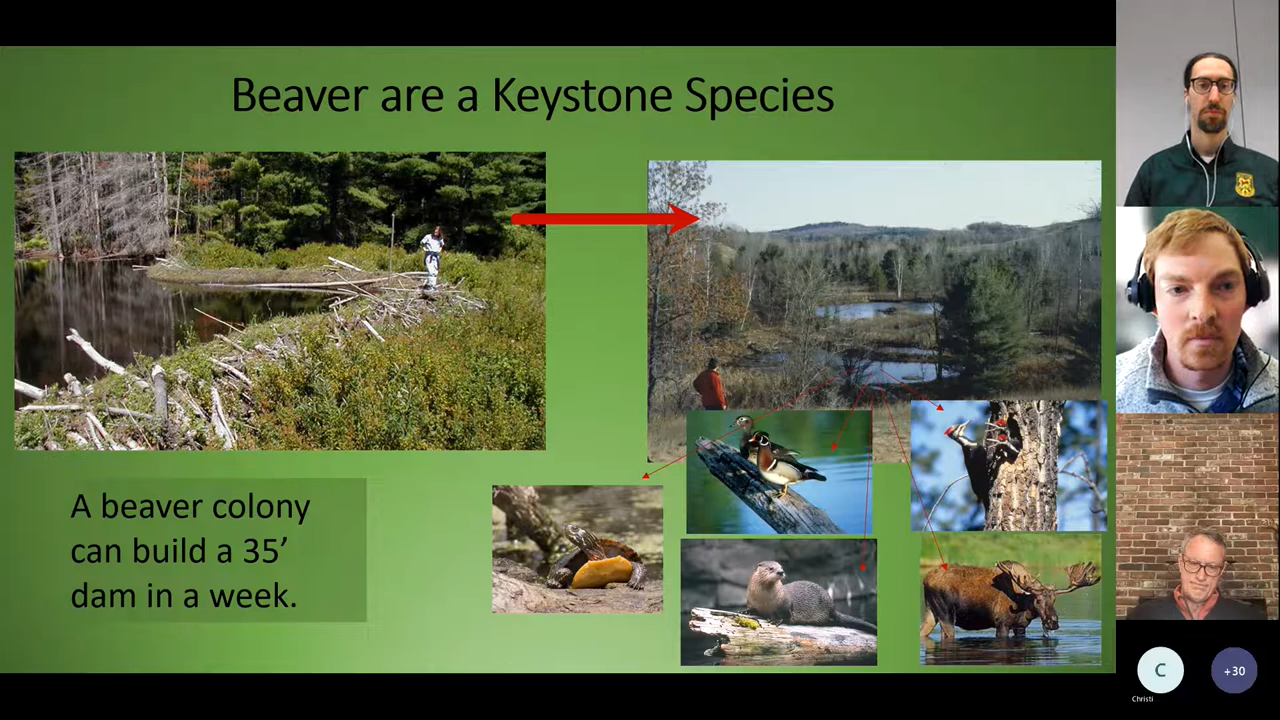 Beaver are a Keystone Species
A beaver colony
can build a 35’
dam in a week.
C
+30
Christi